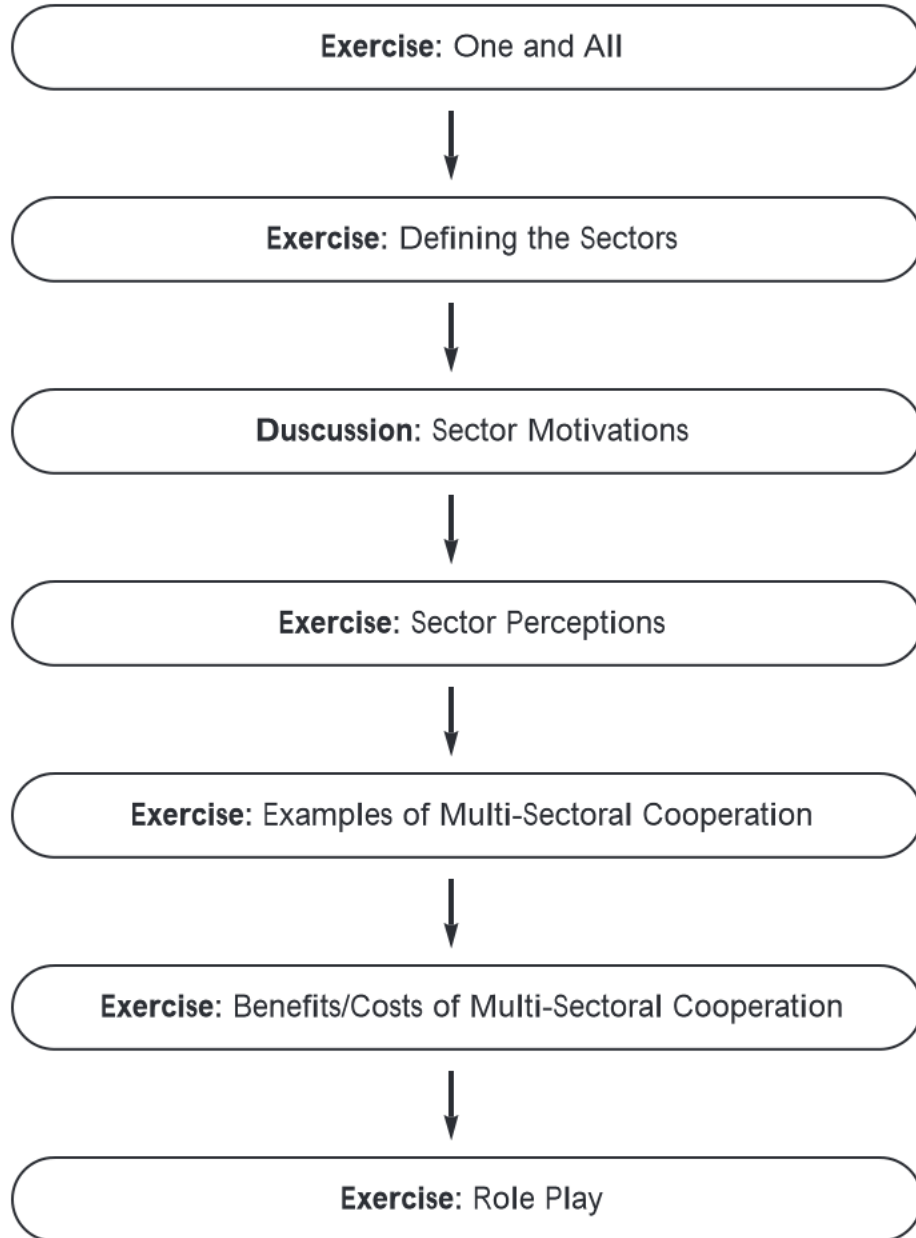 Exercise: One and All
Exercise: Defining the Sectors
Duscussion: Sector Motivations
Exercise: Sector Perceptions
Exercise: Examples of Multi-Sectoral Cooperation
Exercise: Benefits/Costs of Multi-Sectoral Cooperation
Exercise: Role Play